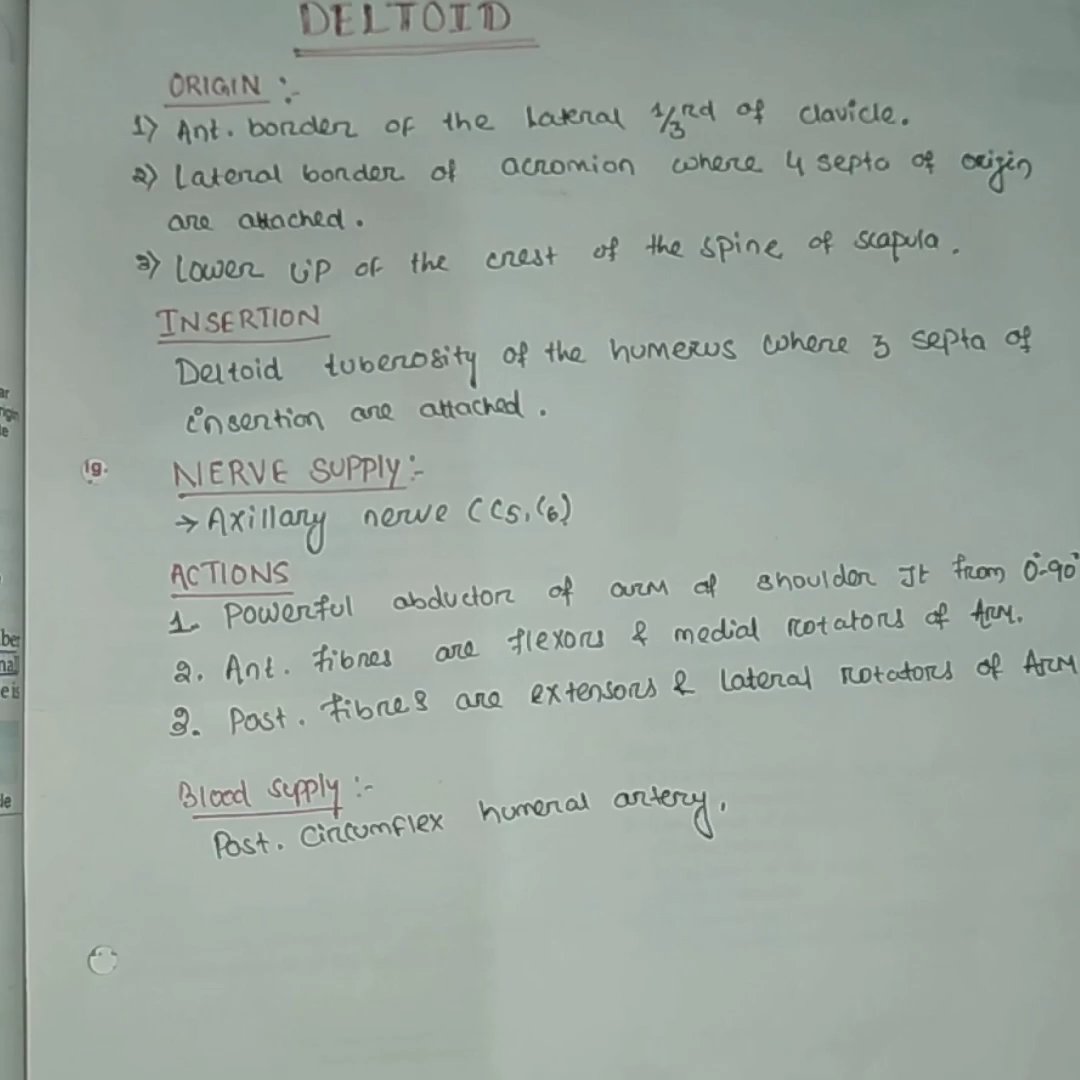 DELTOID
ORIGIN :-
1) Ant. border of the Lateral 1/3rd of clavicle.
2) Lateral border of acromion where 4 septa of origin
are attached.
3) Lower lip of the crest of the spine of scapula.
INSERTION
Deltoid tuberosity of the humerus where 3 septa of
insertion are attached.
19.
NERVE SUPPLY :-
→ Axillary nerve (C5, C6)
ACTIONS
1. Powerful abductor of arm of shoulder Jt from 0°-90°
2. Ant. fibres are flexors & medial rotators of Arm.
3. Post. fibres are extensors & lateral rotators of Arm
Blood supply :-
Post. Circumflex humeral artery.